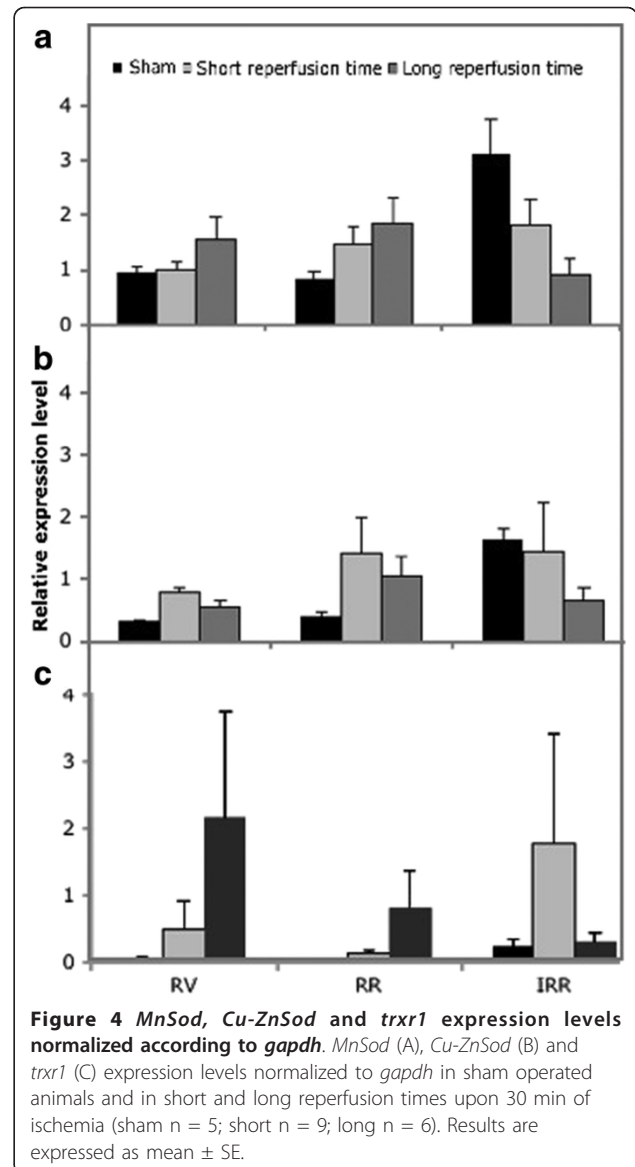 a
■ Sham ■ Short reperfusion time ■ Long reperfusion time
4
3
2
1
0
b
Relative expression level
4
3
2
1
0
c
4
3
2
1
0
RV RR IRR
Figure 4 MnSod, Cu-ZnSod and trxr1 expression levels
normalized according to gapdh. MnSod (A), Cu-ZnSod (B) and
trxr1 (C) expression levels normalized to gapdh in sham operated
animals and in short and long reperfusion times upon 30 min of
ischemia (sham n = 5; short n = 9; long n = 6). Results are
expressed as mean ± SE.